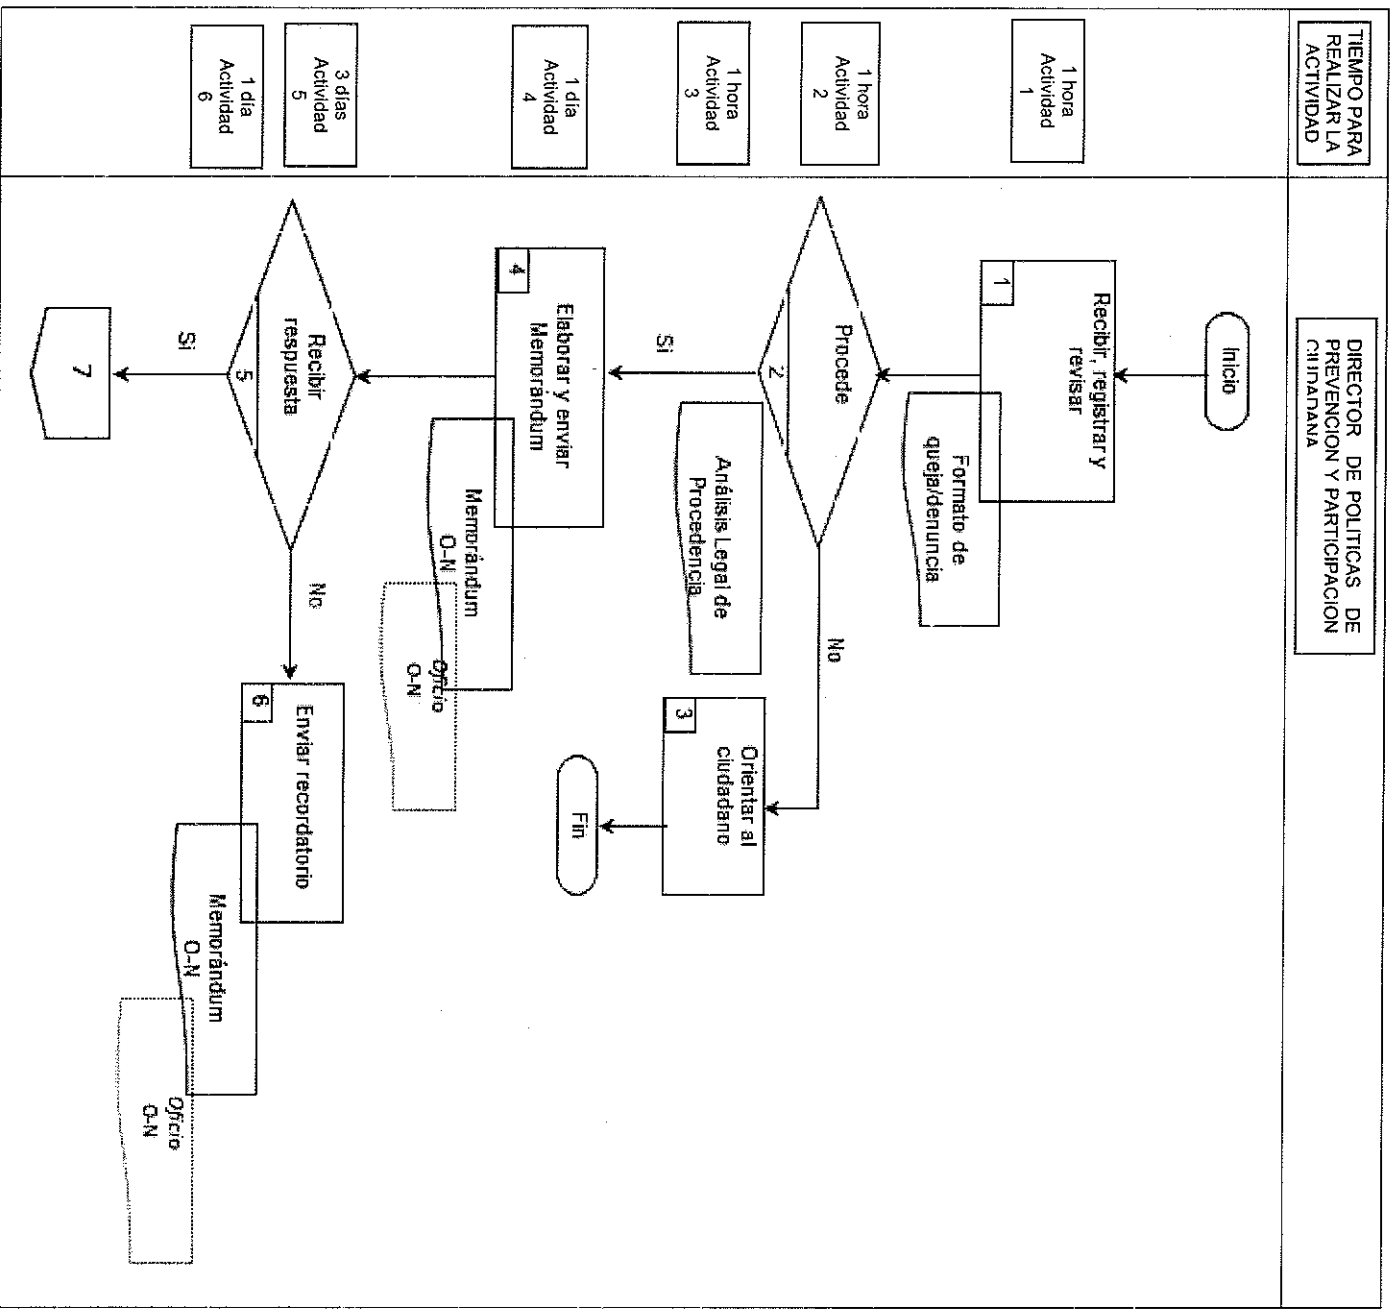 TIEMPO PARA
REALIZAR LA
ACTIVIDAD
DIRECTOR DE POLITICAS DE
PREVENCION Y PARTICIPACION
CIUDADANA
Inicio
1 hora
Actividad
1
Recibir, registrar y
revisar
1
Formato de
queja/denuncia
1 hora
Actividad
2
Procede
2
No
Si
Análisis Legal de
Procedencia
1 hora
Actividad
3
Orientar al
ciudadano
3
Fin
1 día
Actividad
4
Elaborar y enviar
Memorándum
4
Memorándum
O-N
Oficio
O-N
3 días
Actividad
5
Recibir
respuesta
5
No
Si
1 día
Actividad
6
Enviar recordatorio
6
Memorándum
O-N
Oficio
O-N
7